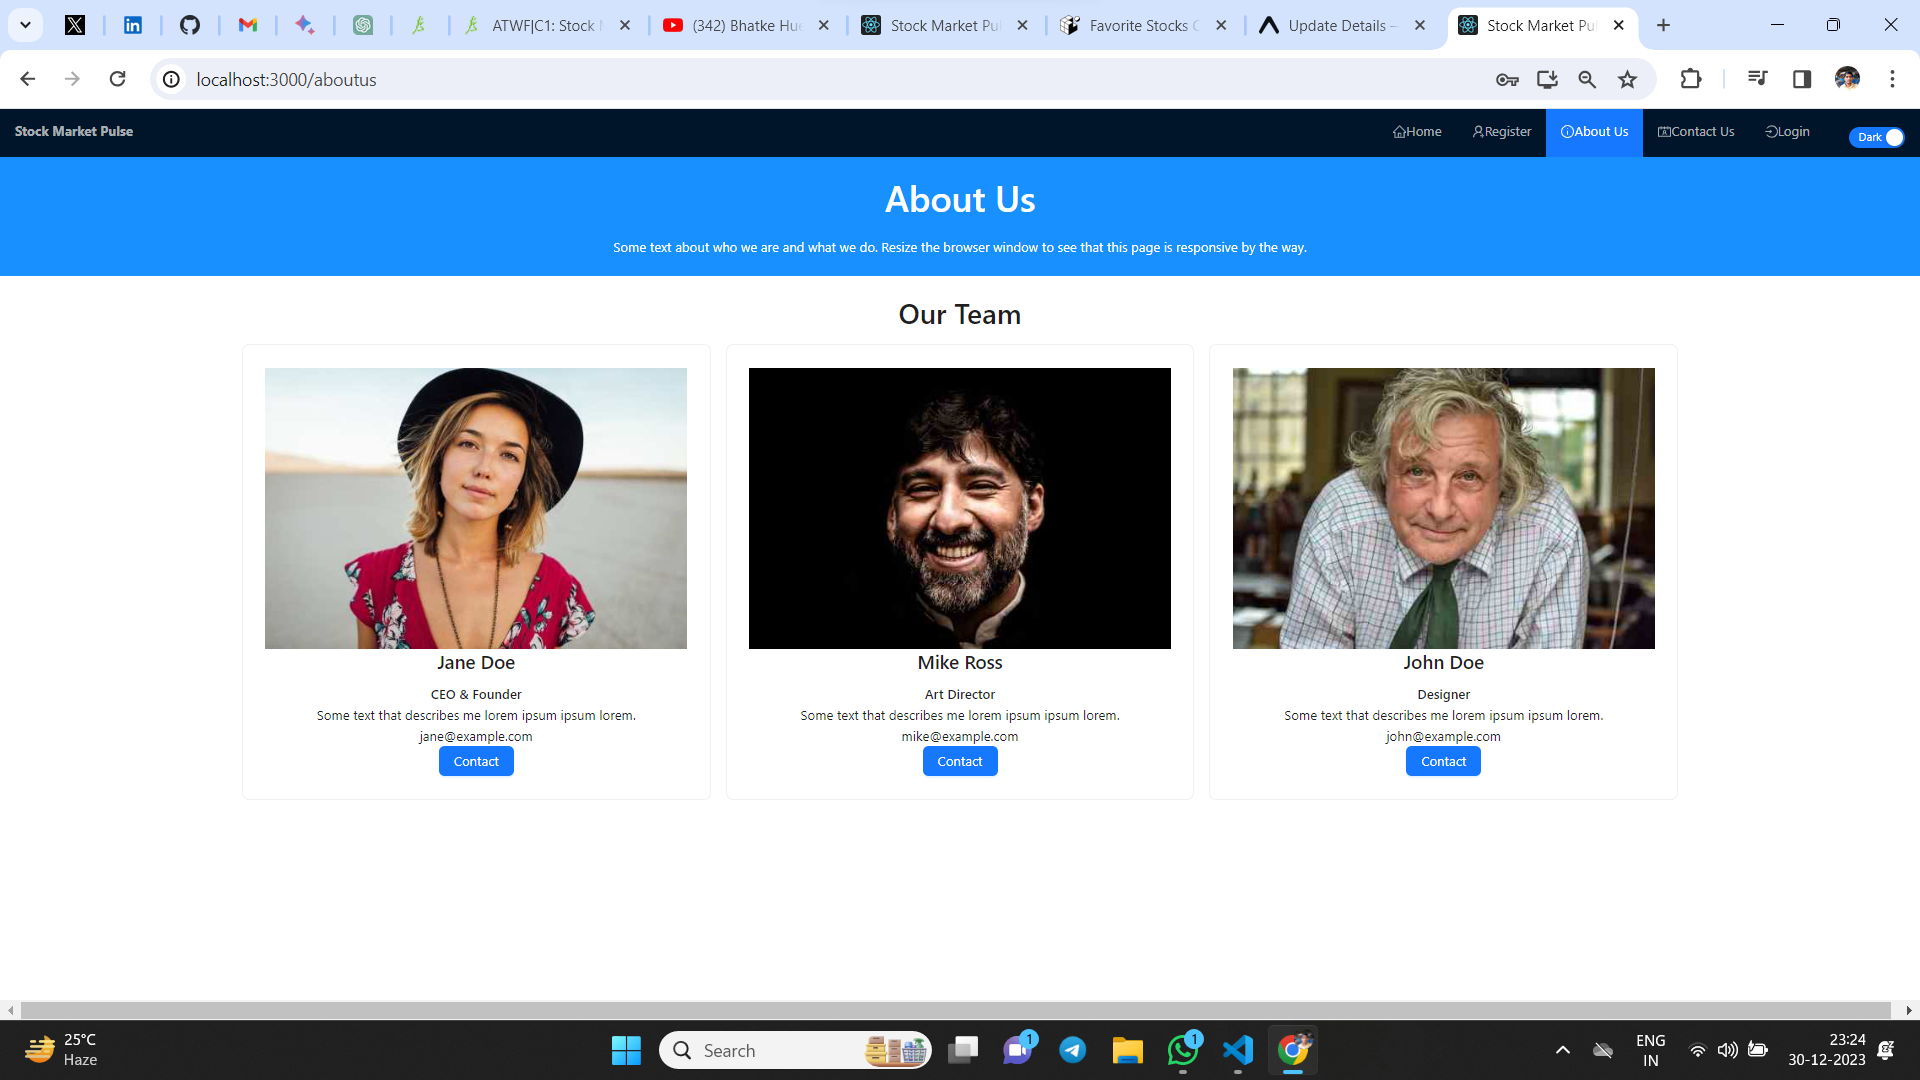 ATWF|C1: Stock M
(342) Bhatke Hue
Stock Market Pul
Favorite Stocks C
Update Details –
Stock Market Pul
localhost:3000/aboutus
Stock Market Pulse
Home
Register
About Us
Contact Us
Login
Dark
About Us
Some text about who we are and what we do. Resize the browser window to see that this page is responsive by the way.
Our Team
Jane Doe
CEO & Founder
Some text that describes me lorem ipsum ipsum lorem.
jane@example.com
Contact
Mike Ross
Art Director
Some text that describes me lorem ipsum ipsum lorem.
mike@example.com
Contact
John Doe
Designer
Some text that describes me lorem ipsum ipsum lorem.
john@example.com
Contact
25°C
Haze
Search
1
1
ENG
IN
23:24
30-12-2023